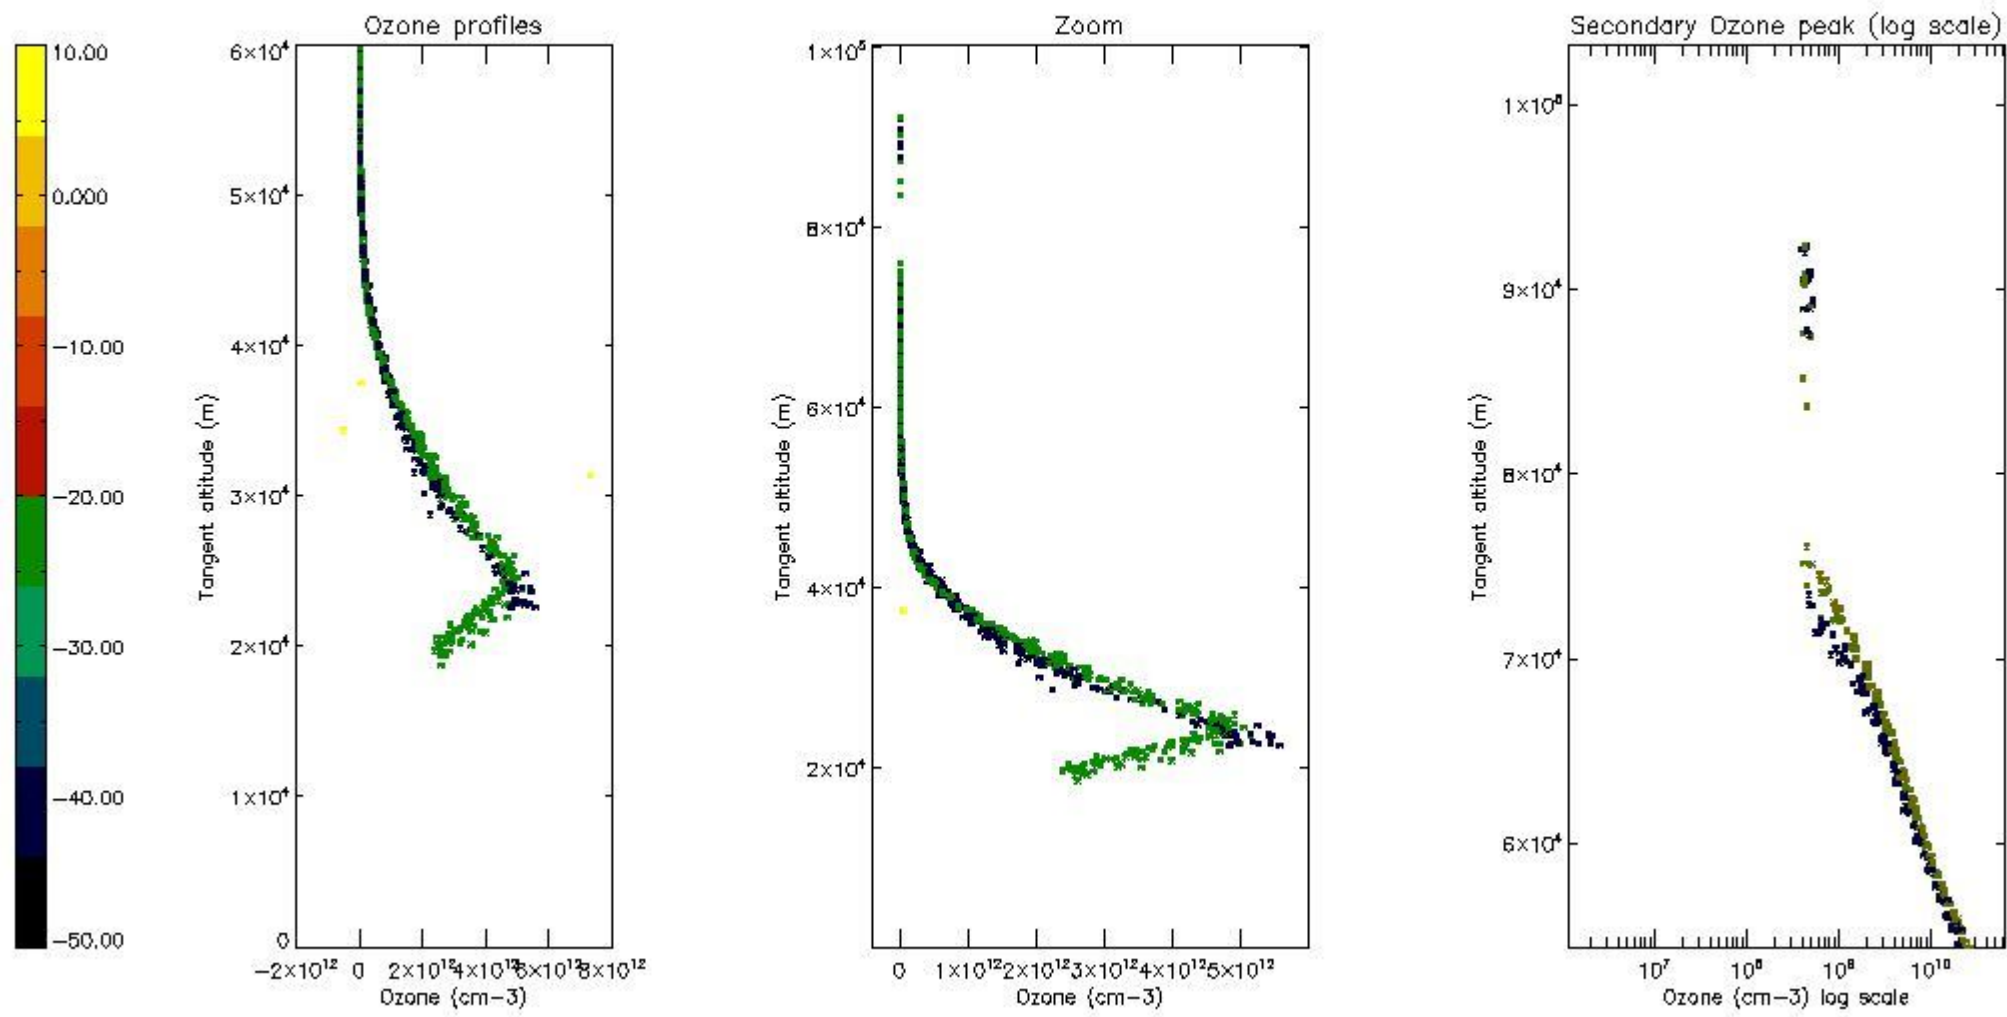 Ozone profiles
10.00
0.000
−10.00
−20.00
−30.00
−40.00
−50.00
6×10⁴
5×10⁴
4×10⁴
3×10⁴
2×10⁴
1×10⁴
0
Tangent altitude (m)
−2×10¹² 0 2×10¹² 4×10¹² 6×10¹² 8×10¹²
Ozone (cm−3)
Zoom
1×10⁵
8×10⁴
6×10⁴
4×10⁴
2×10⁴
Tangent altitude (m)
0 1×10¹² 2×10¹² 3×10¹² 4×10¹² 5×10¹²
Ozone (cm−3)
Secondary Ozone peak (log scale)
1×10⁵
9×10⁴
8×10⁴
7×10⁴
6×10⁴
Tangent altitude (m)
10⁷ 10⁸ 10⁹ 10¹⁰
Ozone (cm−3) log scale